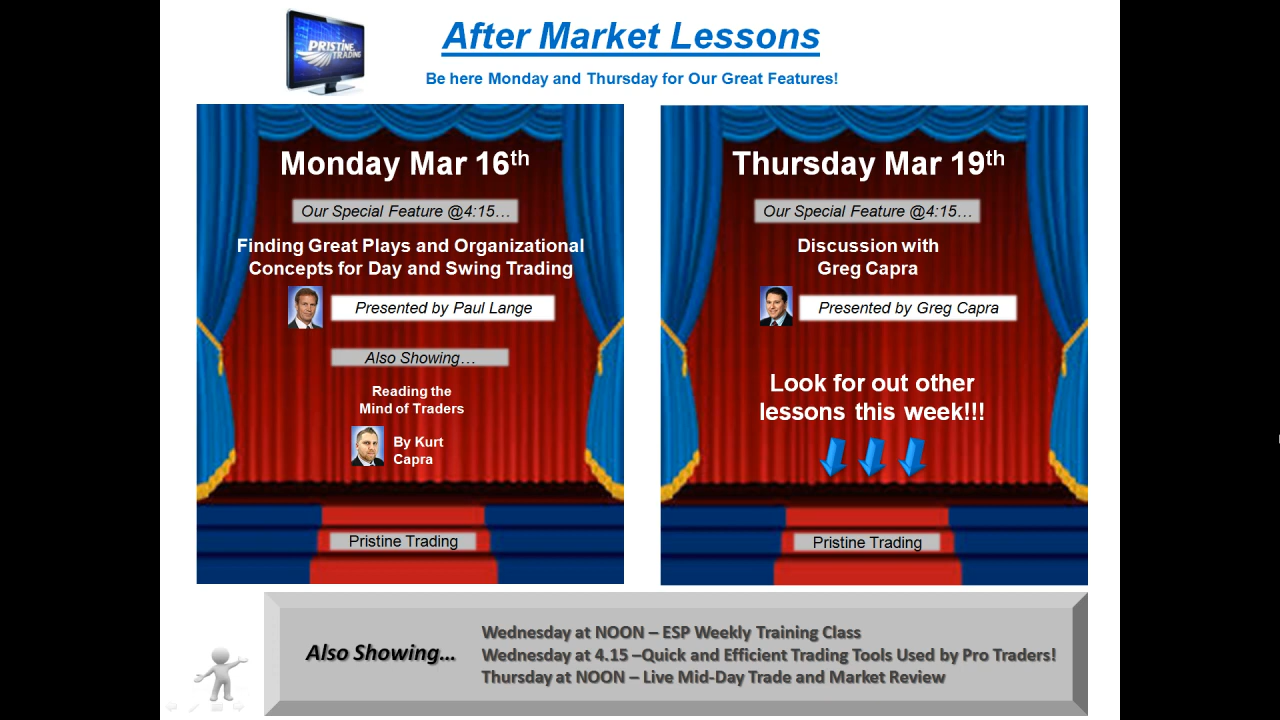 PRISTINE
TRADING
After Market Lessons
Be here Monday and Thursday for Our Great Features!
Monday Mar 16th
Our Special Feature @4:15…
Finding Great Plays and Organizational
Concepts for Day and Swing Trading
Presented by Paul Lange
Also Showing…
Reading the
Mind of Traders
By Kurt
Capra
Pristine Trading
Thursday Mar 19th
Our Special Feature @4:15…
Discussion with
Greg Capra
Presented by Greg Capra
Look for out other
lessons this week!!!
Pristine Trading
Also Showing…
Wednesday at NOON – ESP Weekly Training Class
Wednesday at 4.15 –Quick and Efficient Trading Tools Used by Pro Traders!
Thursday at NOON – Live Mid-Day Trade and Market Review